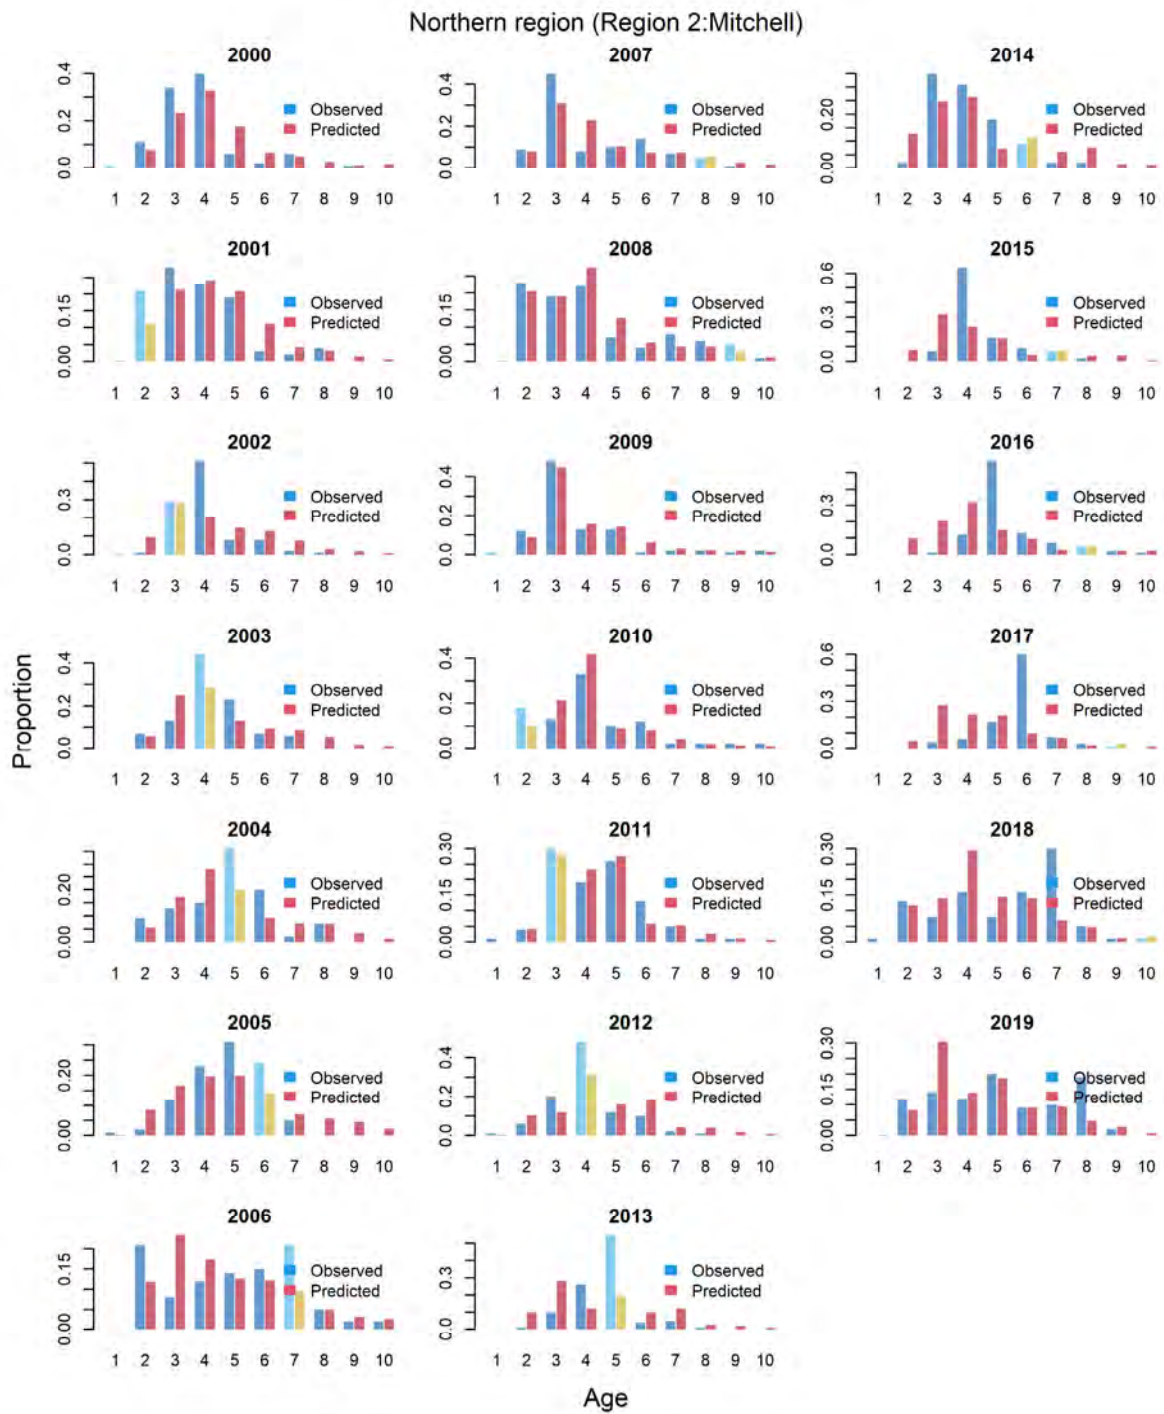 Northern region (Region 2:Mitchell)
2000
0.0 0.2 0.4
Observed
Predicted
1 2 3 4 5 6 7 8 9 10
2007
0.0 0.2 0.4
Observed
Predicted
1 2 3 4 5 6 7 8 9 10
2014
0.00 0.20
Observed
Predicted
1 2 3 4 5 6 7 8 9 10
2001
0.00 0.15
Observed
Predicted
1 2 3 4 5 6 7 8 9 10
2008
0.00 0.15
Observed
Predicted
1 2 3 4 5 6 7 8 9 10
2015
0.0 0.3 0.6
Observed
Predicted
1 2 3 4 5 6 7 8 9 10
2002
0.0 0.3
Observed
Predicted
1 2 3 4 5 6 7 8 9 10
2009
0.0 0.2 0.4
Observed
Predicted
1 2 3 4 5 6 7 8 9 10
2016
0.0 0.3
Observed
Predicted
1 2 3 4 5 6 7 8 9 10
2003
0.0 0.2 0.4
Observed
Predicted
1 2 3 4 5 6 7 8 9 10
2010
0.0 0.2 0.4
Observed
Predicted
1 2 3 4 5 6 7 8 9 10
2017
0.0 0.3 0.6
Observed
Predicted
1 2 3 4 5 6 7 8 9 10
Proportion
2004
0.00 0.20
Observed
Predicted
1 2 3 4 5 6 7 8 9 10
2011
0.00 0.15 0.30
Observed
Predicted
1 2 3 4 5 6 7 8 9 10
2018
0.00 0.15 0.30
Observed
Predicted
1 2 3 4 5 6 7 8 9 10
2005
0.00 0.20
Observed
Predicted
1 2 3 4 5 6 7 8 9 10
2012
0.0 0.2 0.4
Observed
Predicted
1 2 3 4 5 6 7 8 9 10
2019
0.00 0.15 0.30
Observed
Predicted
1 2 3 4 5 6 7 8 9 10
2006
0.00 0.15
Observed
Predicted
1 2 3 4 5 6 7 8 9 10
2013
0.0 0.3
Observed
Predicted
1 2 3 4 5 6 7 8 9 10
Age